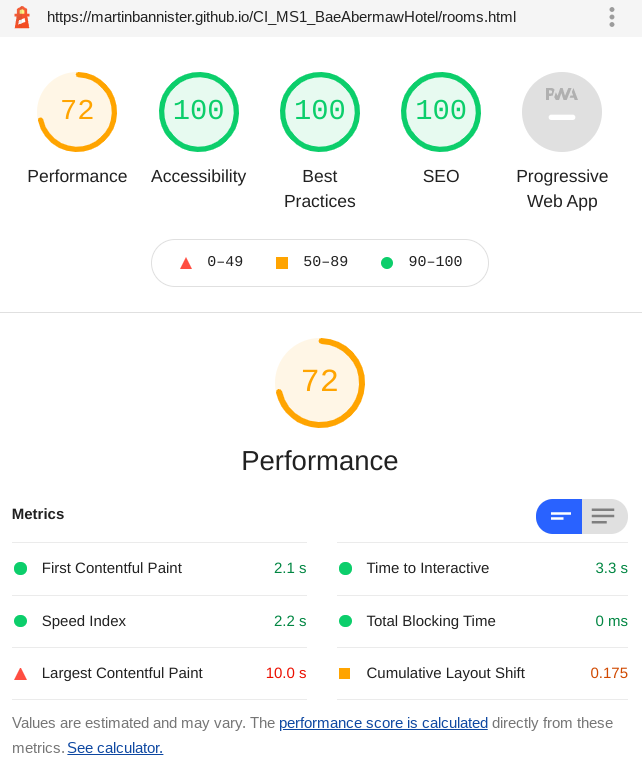 https://martinbannister.github.io/CI_MS1_BaeAbermawHotel/rooms.html
72 100 100 100 PWA
Performance Accessibility Best Practices SEO Progressive Web App
0–49 50–89 90–100
72
Performance
Metrics
First Contentful Paint 2.1 s Time to Interactive 3.3 s
Speed Index 2.2 s Total Blocking Time 0 ms
Largest Contentful Paint 10.0 s Cumulative Layout Shift 0.175
Values are estimated and may vary. The performance score is calculated directly from these
metrics. See calculator.